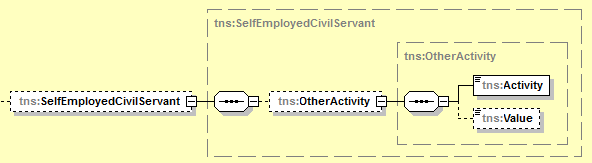 tns:SelfEmployedCivilServant
tns:OtherActivity
tns:SelfEmployedCivilServant
tns:OtherActivity
tns:Activity
tns:Value